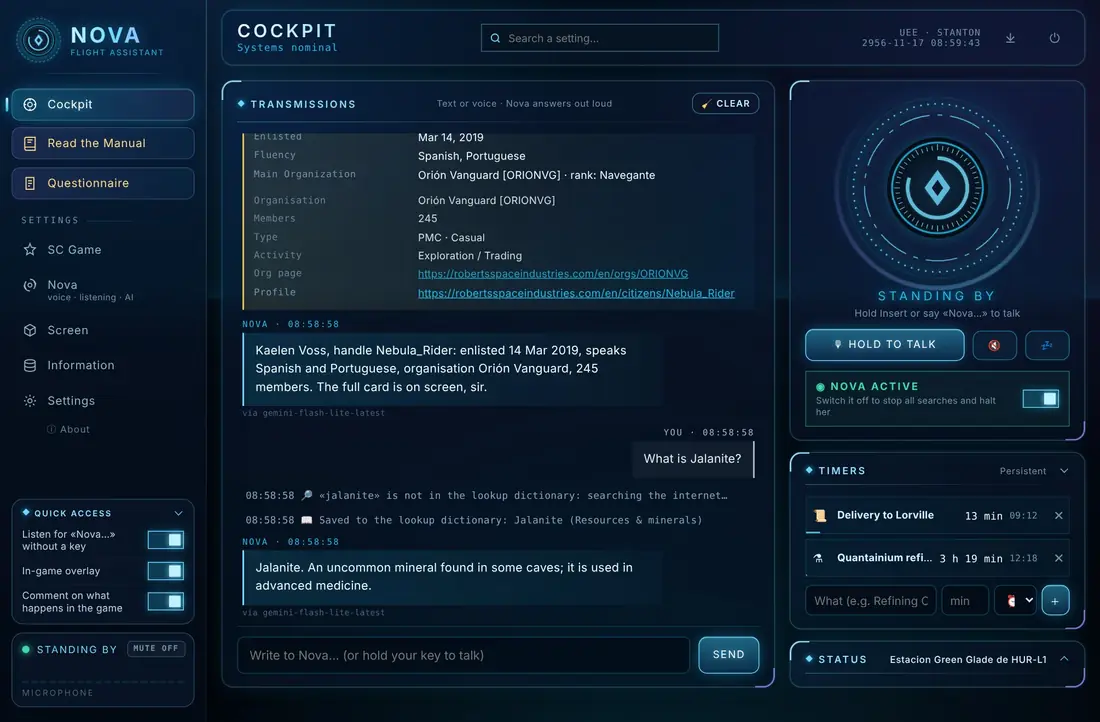 NOVA
FLIGHT ASSISTANT
Cockpit
Read the Manual
Questionnaire
SETTINGS
SC Game
Nova
voice · listening · AI
Screen
Information
Settings
About
QUICK ACCESS
Listen for «Nova…»
without a key
In-game overlay
Comment on what
happens in the game
STANDING BY
MUTE OFF
MICROPHONE
COCKPIT
Systems nominal
Search a setting...
UEE · STANTON
2956-11-17 08:59:43
TRANSMISSIONS
Text or voice · Nova answers out loud
CLEAR
Enlisted Mar 14, 2019
Fluency Spanish, Portuguese
Main Organization Orión Vanguard [ORIONVG] · rank: Navegante
Organisation Orión Vanguard [ORIONVG]
Members 245
Type PMC · Casual
Activity Exploration / Trading
Org page https://robertsspaceindustries.com/en/orgs/ORIONVG
Profile https://robertsspaceindustries.com/en/citizens/Nebula_Rider
NOVA · 08:58:58
Kaelen Voss, handle Nebula_Rider: enlisted 14 Mar 2019, speaks
Spanish and Portuguese, organisation Orión Vanguard, 245
members. The full card is on screen, sir.
via gemini-flash-lite-latest
YOU · 08:58:58
What is Jalanite?
08:58:58 🔎 «jalanite» is not in the lookup dictionary: searching the internet…
08:58:58 📖 Saved to the lookup dictionary: Jalanite (Resources & minerals)
NOVA · 08:58:58
Jalanite. An uncommon mineral found in some caves; it is used in
advanced medicine.
via gemini-flash-lite-latest
Write to Nova... (or hold your key to talk)
SEND
STANDING BY
Hold Insert or say «Nova...» to talk
HOLD TO TALK
NOVA ACTIVE
Switch it off to stop all searches and halt
her
TIMERS
Persistent
Delivery to Lorville 13 min 09:12
Quantainium refi... 3 h 19 min 12:18
What (e.g. Refining C
min
+
STATUS
Estacion Green Glade de HUR-L1